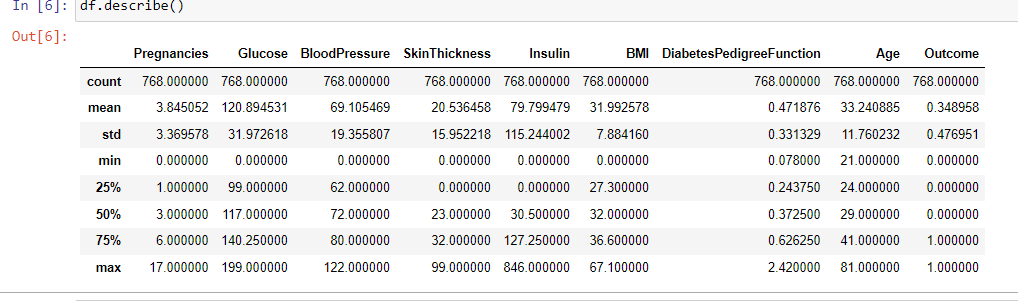 In [6]: df.describe()
Out[6]:
Pregnancies Glucose BloodPressure SkinThickness Insulin BMI DiabetesPedigreeFunction Age Outcome
count 768.000000 768.000000 768.000000 768.000000 768.000000 768.000000 768.000000 768.000000 768.000000
mean 3.845052 120.894531 69.105469 20.536458 79.799479 31.992578 0.471876 33.240885 0.348958
std 3.369578 31.972618 19.355807 15.952218 115.244002 7.884160 0.331329 11.760232 0.476951
min 0.000000 0.000000 0.000000 0.000000 0.000000 0.000000 0.078000 21.000000 0.000000
25% 1.000000 99.000000 62.000000 0.000000 0.000000 27.300000 0.243750 24.000000 0.000000
50% 3.000000 117.000000 72.000000 23.000000 30.500000 32.000000 0.372500 29.000000 0.000000
75% 6.000000 140.250000 80.000000 32.000000 127.250000 36.600000 0.626250 41.000000 1.000000
max 17.000000 199.000000 122.000000 99.000000 846.000000 67.100000 2.420000 81.000000 1.000000